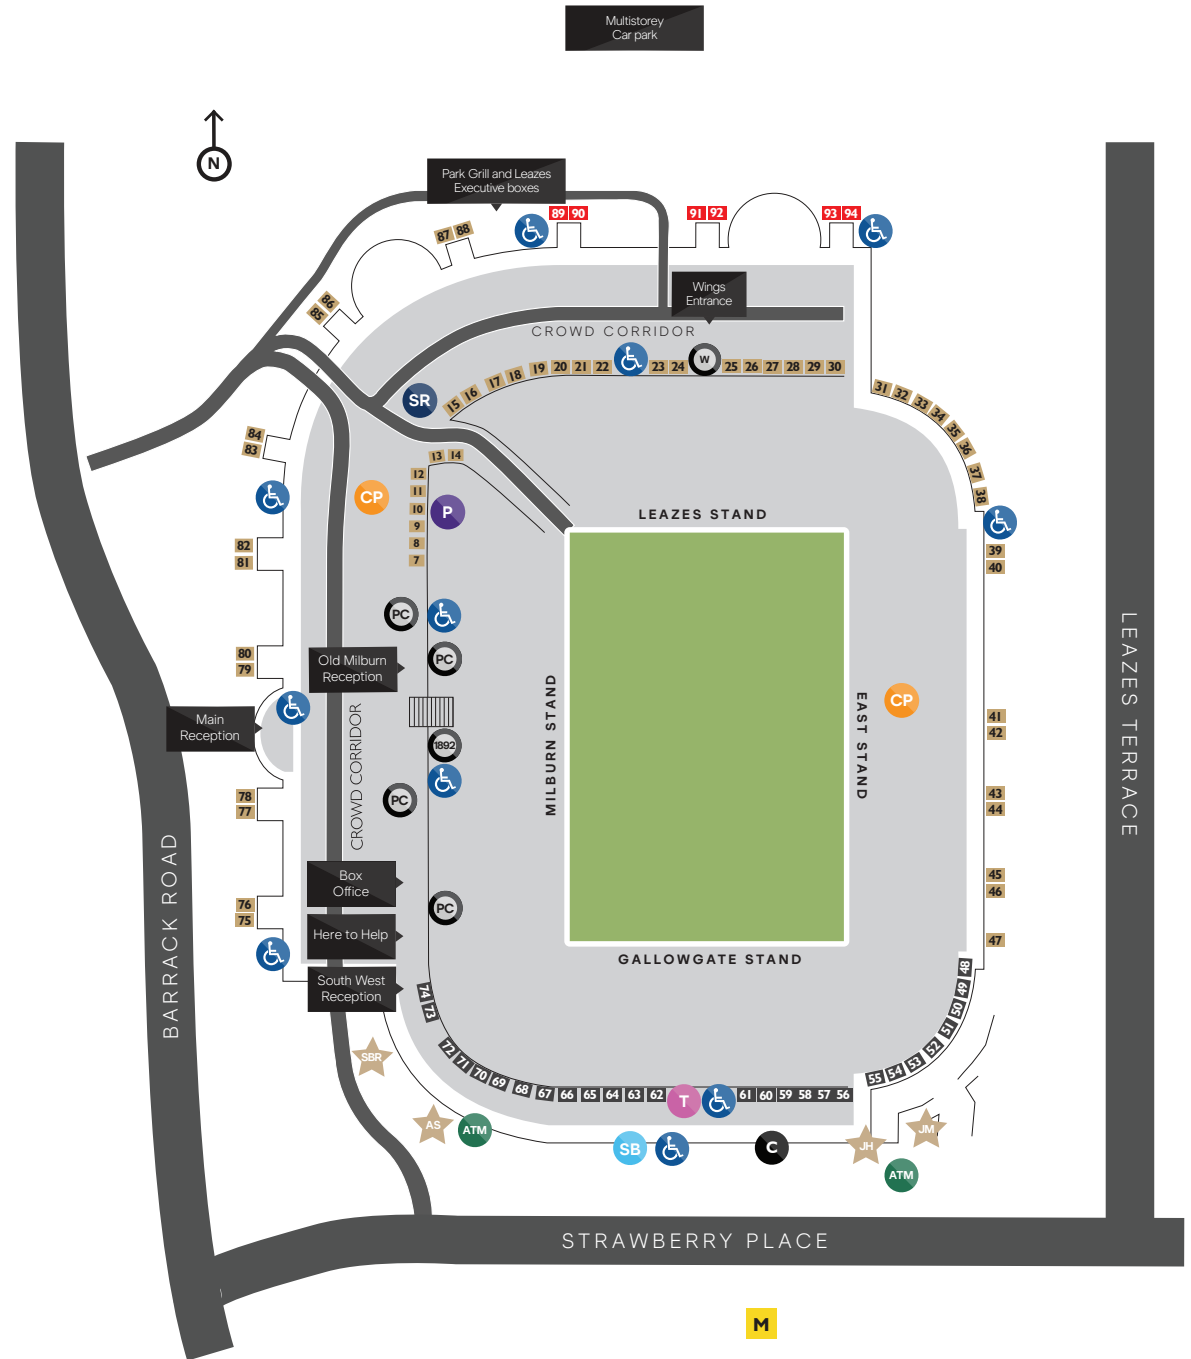 Multistorey
Car park
N
Park Grill and Leazes
Executive boxes
89 90
91 92
93 94
87 88
86
85
Wings
Entrance
CROWD CORRIDOR
W
15 16 17 18 19 20 21 22 23 24 25 26 27 28 29 30
SR
31 32 33 34 35 36 37 38
84
83
13 14
12
11
10
9
8
7
CP
P
LEAZES STAND
82
81
39
40
PC
80
79
Old Milburn
Reception
PC
Main
Reception
CROWD CORRIDOR
1892
MILBURN STAND
EAST STAND
CP
41
42
LEAZES TERRACE
78
77
PC
43
44
BARRACK ROAD
Box
Office
45
46
76
75
PC
Here to Help
47
GALLOWGATE STAND
South West
Reception
74
73
72 71 70 69 68 67 66 65 64 63 62 T 61 60 59 58 57 56
48
49
50
51
52
53
54
55
SBR
AS
ATM
SB
C
JH
JM
ATM
STRAWBERRY PLACE
M